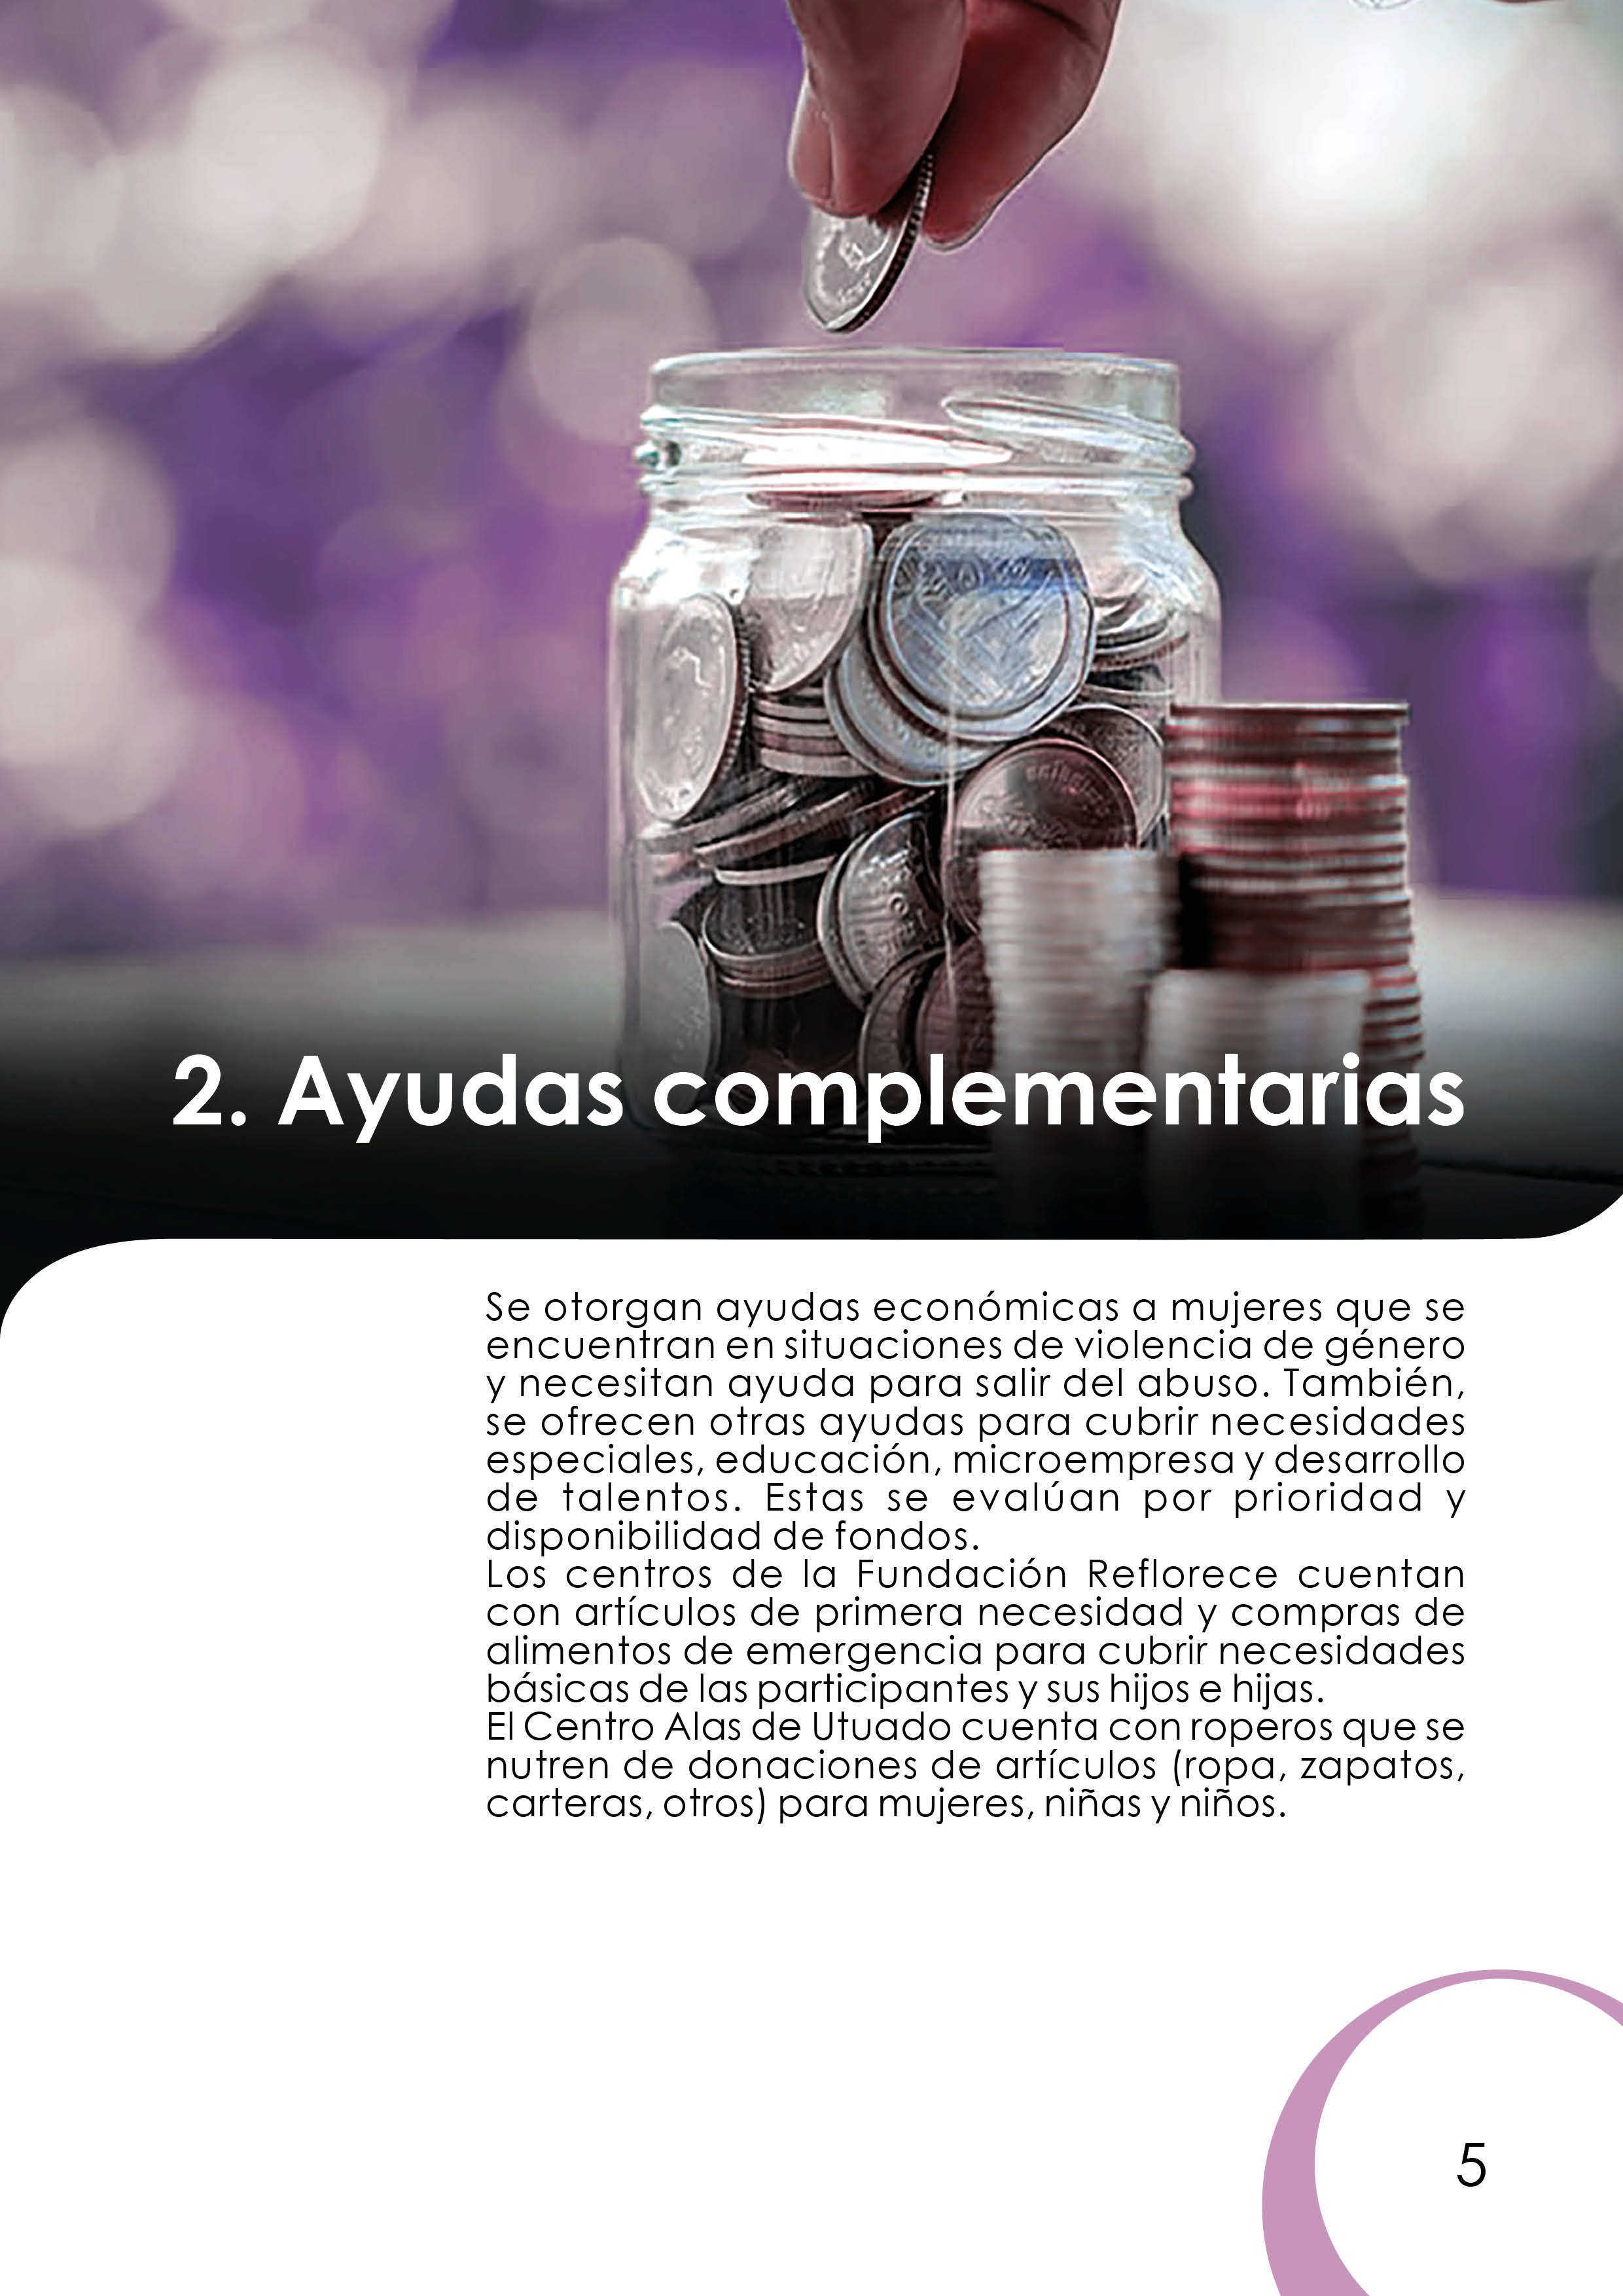 2. Ayudas complementarias
Se otorgan ayudas económicas a mujeres que se
encuentran en situaciones de violencia de género
y necesitan ayuda para salir del abuso. También,
se ofrecen otras ayudas para cubrir necesidades
especiales, educación, microempresa y desarrollo
de talentos. Estas se evalúan por prioridad y
disponibilidad de fondos.
Los centros de la Fundación Reflorece cuentan
con artículos de primera necesidad y compras de
alimentos de emergencia para cubrir necesidades
básicas de las participantes y sus hijos e hijas.
El Centro Alas de Utuado cuenta con roperos que se
nutren de donaciones de artículos (ropa, zapatos,
carteras, otros) para mujeres, niñas y niños.
5